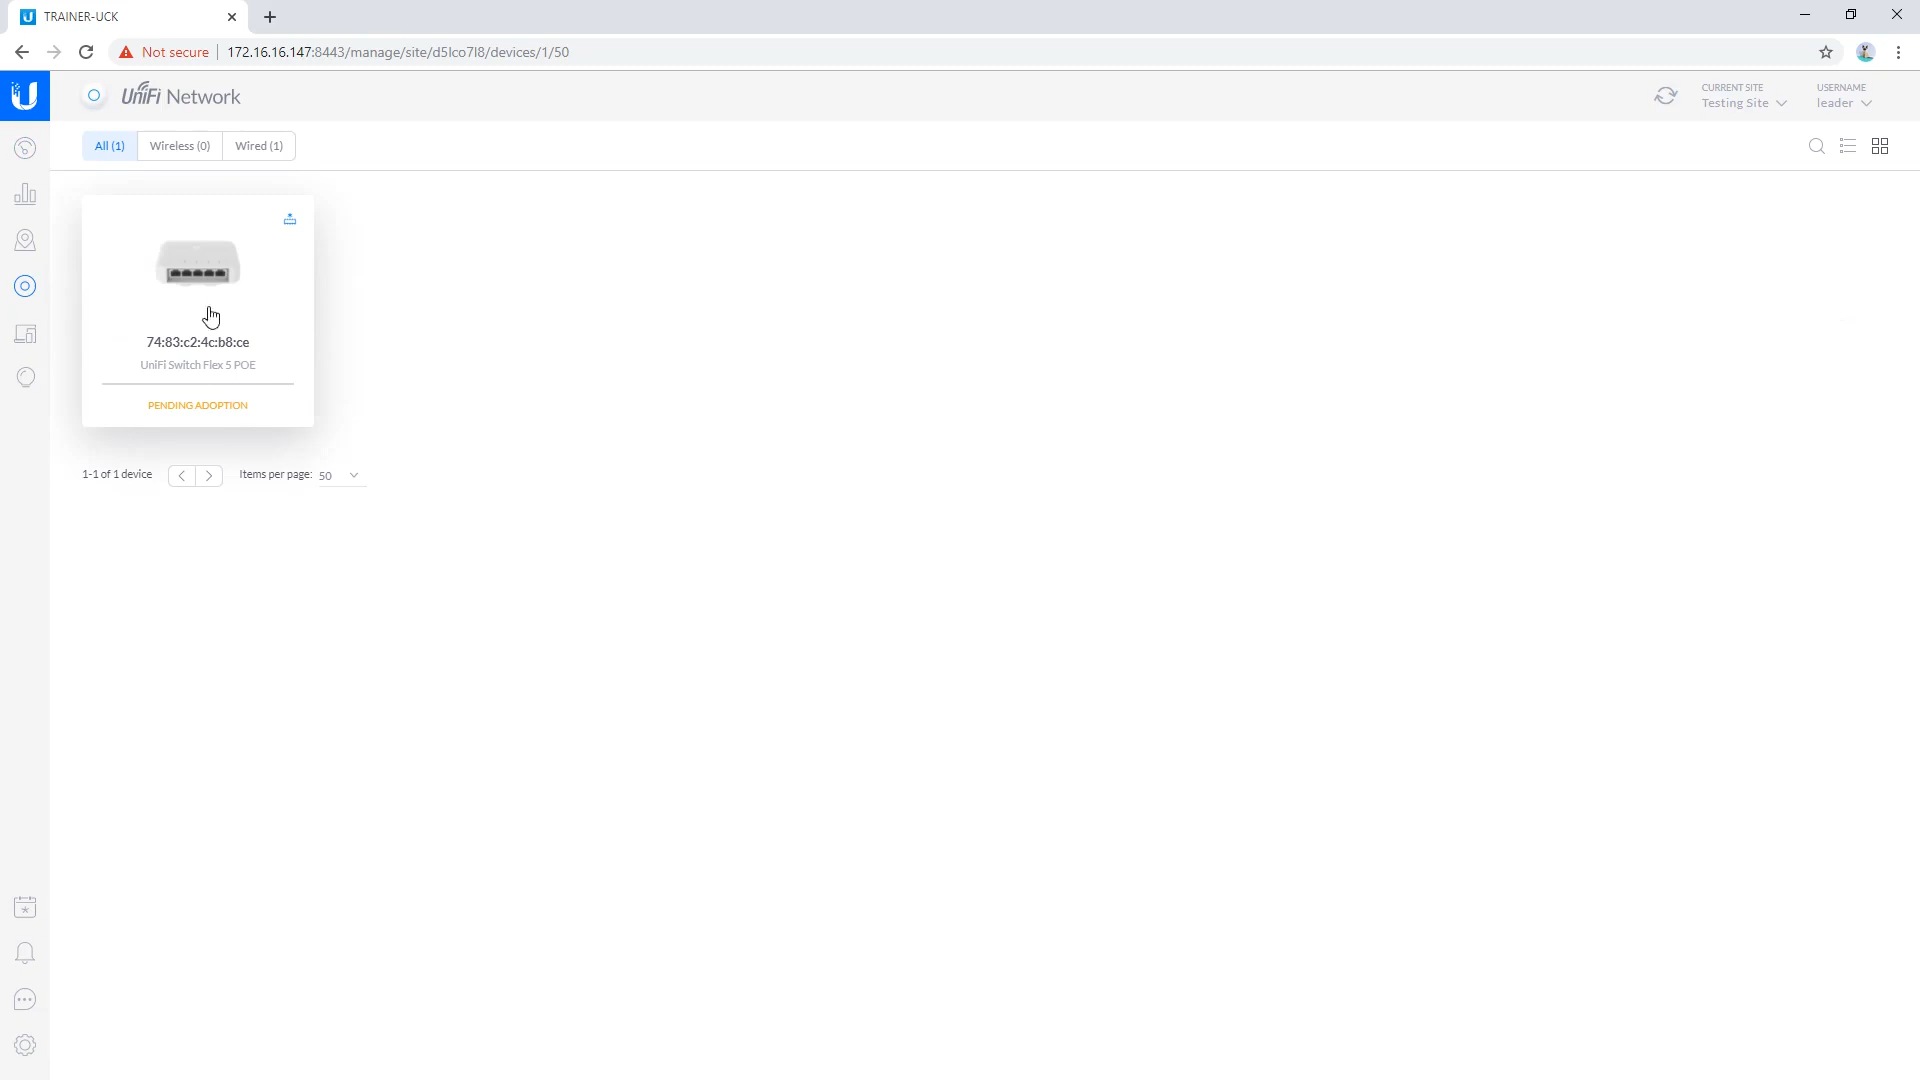 TRAINER-UCK
Not secure
172.16.16.147:8443/manage/site/d5lco7l8/devices/1/50
UniFi Network
CURRENT SITE
Testing Site
USERNAME
leader
All (1)
Wireless (0)
Wired (1)
74:83:c2:4c:b8:ce
UniFi Switch Flex 5 POE
PENDING ADOPTION
1-1 of 1 device
Items per page: 50